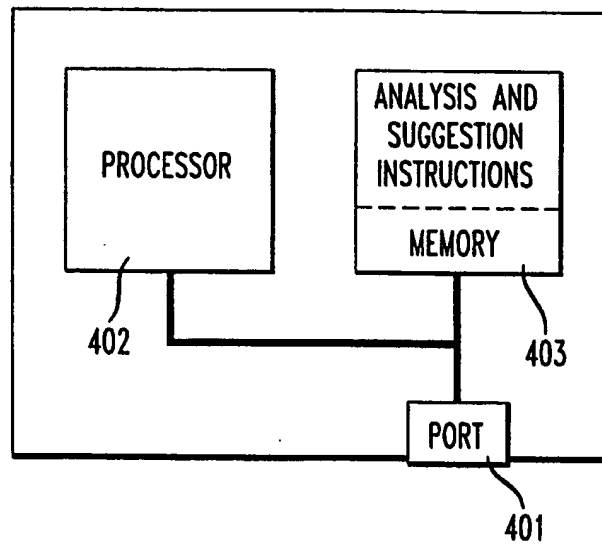 PROCESSOR
402
ANALYSIS AND
SUGGESTION
INSTRUCTIONS
MEMORY
403
PORT
401